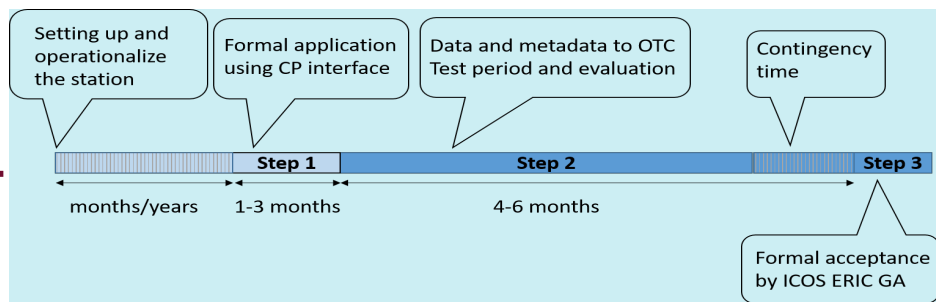 Setting up and
operationalize
the station
Formal application
using CP interface
Data and metadata to OTC
Test period and evaluation
Contingency
time
Step 1
Step 2
Step 3
months/years
1-3 months
4-6 months
Formal acceptance
by ICOS ERIC GA